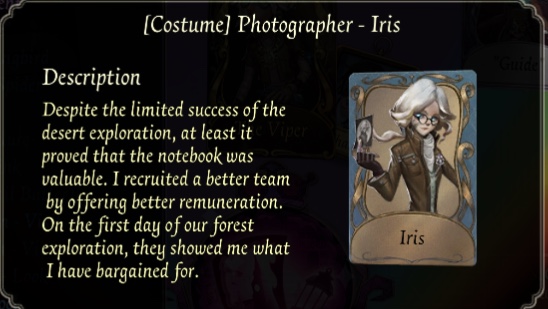 [Costume] Photographer - Iris
Description
Despite the limited success of the
desert exploration, at least it
proved that the notebook was
valuable. I recruited a better team
by offering better remuneration.
On the first day of our forest
exploration, they showed me what
I have bargained for.
Iris
Viper
"Guide